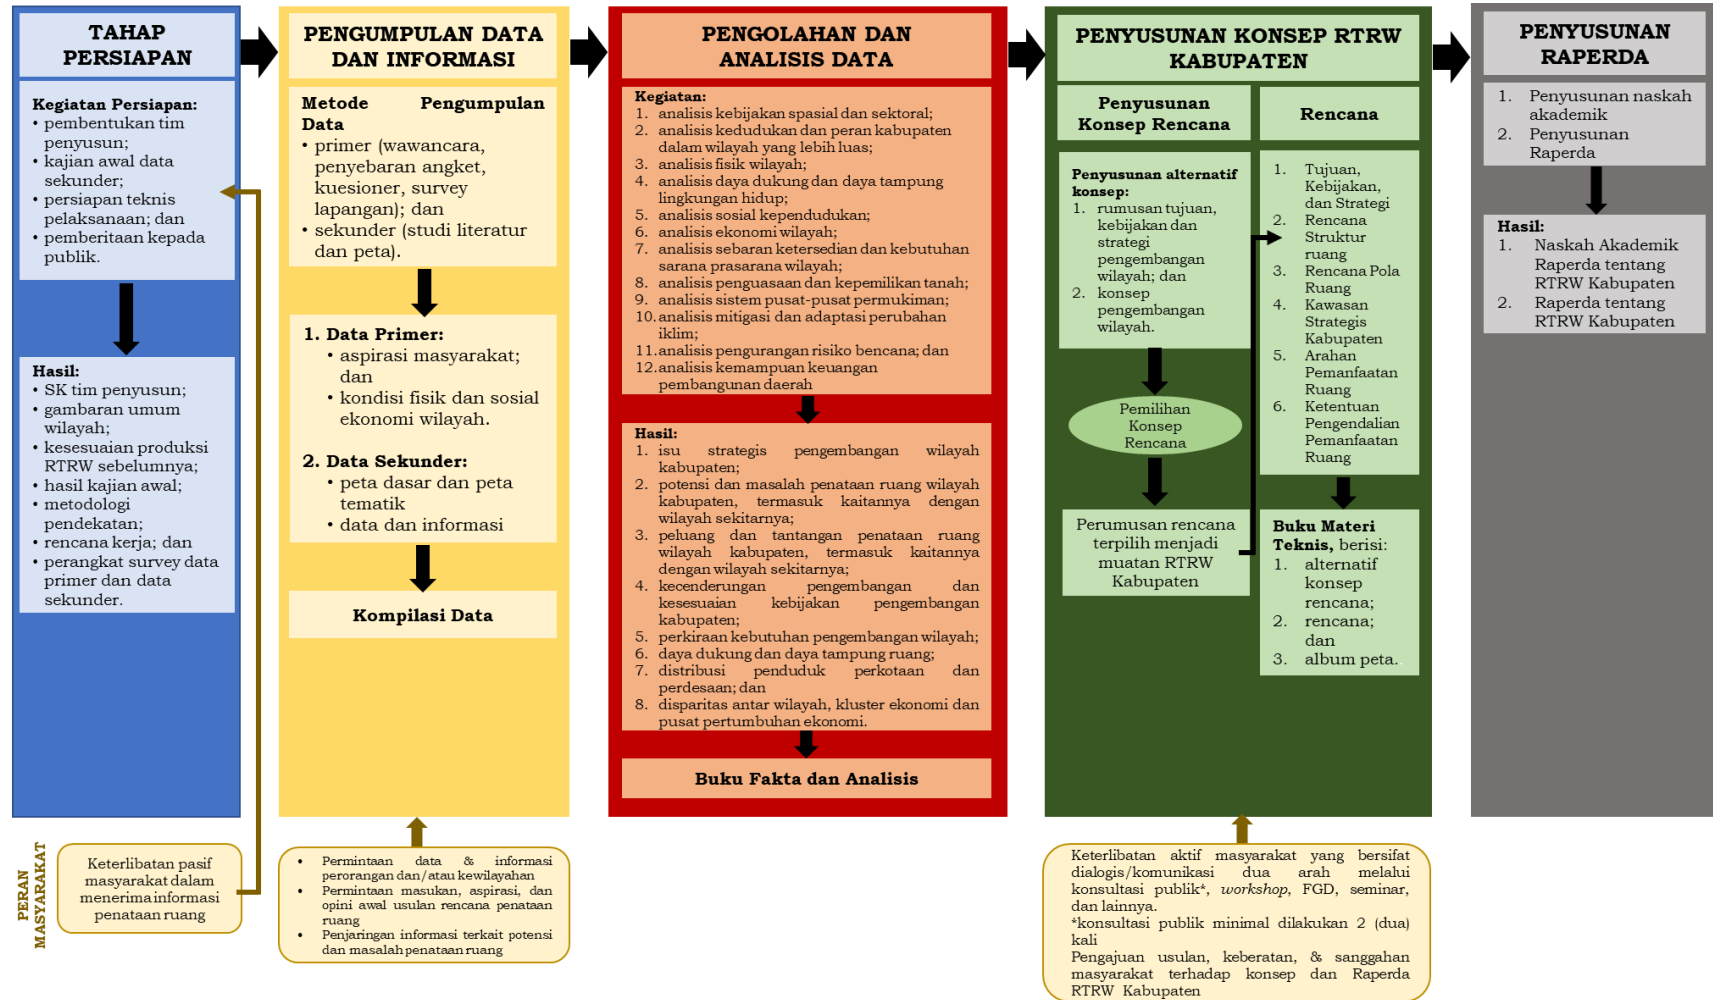 TAHAP
PERSIAPAN
Kegiatan Persiapan:
• pembentukan tim
penyusun;
• kajian awal data
sekunder;
• persiapan teknis
pelaksanaan; dan
• pemberitaan kepada
publik.
Hasil:
• SK tim penyusun;
• gambaran umum
wilayah;
• kesesuaian produksi
RTRW sebelumnya;
• hasil kajian awal;
• metodologi
pendekatan;
• rencana kerja; dan
• perangkat survey data
primer dan data
sekunder.
PENGUMPULAN DATA
DAN INFORMASI
Metode Pengumpulan
Data
• primer (wawancara,
penyebaran angket,
kuesioner, survey
lapangan); dan
• sekunder (studi literatur
dan peta).
1. Data Primer:
• aspirasi masyarakat;
dan
• kondisi fisik dan sosial
ekonomi wilayah.
2. Data Sekunder:
• peta dasar dan peta
tematik
• data dan informasi
Kompilasi Data
PENGOLAHAN DAN
ANALISIS DATA
Kegiatan:
1. analisis kebijakan spasial dan sektoral;
2. analisis kedudukan dan peran kabupaten
dalam wilayah yang lebih luas;
3. analisis fisik wilayah;
4. analisis daya dukung dan daya tampung
lingkungan hidup;
5. analisis sosial kependudukan;
6. analisis ekonomi wilayah;
7. analisis sebaran ketersedian dan kebutuhan
sarana prasarana wilayah;
8. analisis penguasaan dan kepemilikan tanah;
9. analisis sistem pusat-pusat permukiman;
10. analisis mitigasi dan adaptasi perubahan
iklim;
11. analisis pengurangan risiko bencana; dan
12. analisis kemampuan keuangan
pembangunan daerah
Hasil:
1. isu strategis pengembangan wilayah
kabupaten;
2. potensi dan masalah penataan ruang wilayah
kabupaten, termasuk kaitannya dengan
wilayah sekitarnya;
3. peluang dan tantangan penataan ruang
wilayah kabupaten, termasuk kaitannya
dengan wilayah sekitarnya;
4. kecenderungan pengembangan dan
kesesuaian kebijakan pengembangan
kabupaten;
5. perkiraan kebutuhan pengembangan wilayah;
6. daya dukung dan daya tampung ruang;
7. distribusi penduduk perkotaan dan
perdesaan; dan
8. disparitas antar wilayah, kluster ekonomi dan
pusat pertumbuhan ekonomi.
Buku Fakta dan Analisis
PENYUSUNAN KONSEP RTRW
KABUPATEN
Penyusunan
Konsep Rencana
Penyusunan alternatif
konsep:
1. rumusan tujuan,
kebijakan dan
strategi
pengembangan
wilayah; dan
2. konsep
pengembangan
wilayah.
Pemilihan
Konsep
Rencana
Perumusan rencana
terpilih menjadi
muatan RTRW
Kabupaten
Rencana
1. Tujuan,
Kebijakan,
dan Strategi
2. Rencana
Struktur
ruang
3. Rencana Pola
Ruang
4. Kawasan
Strategis
Kabupaten
5. Arahan
Pemanfaatan
Ruang
6. Ketentuan
Pengendalian
Pemanfaatan
Ruang
Buku Materi
Teknis, berisi:
1. alternatif
konsep
rencana;
2. rencana;
dan
3. album peta.
PENYUSUNAN
RAPERDA
1. Penyusunan naskah
akademik
2. Penyusunan
Raperda
Hasil:
1. Naskah Akademik
Raperda tentang
RTRW Kabupaten
2. Raperda tentang
RTRW Kabupaten
PERAN
MASYARAKAT
Keterlibatan pasif
masyarakat dalam
menerima informasi
penataan ruang
• Permintaan data & informasi
perorangan dan/atau kewilayahan
• Permintaan masukan, aspirasi, dan
opini awal usulan rencana penataan
ruang
• Penjaringan informasi terkait potensi
dan masalah penataan ruang
Keterlibatan aktif masyarakat yang bersifat
dialogis/komunikasi dua arah melalui
konsultasi publik*, workshop, FGD, seminar,
dan lainnya.
*konsultasi publik minimal dilakukan 2 (dua)
kali
Pengajuan usulan, keberatan, & sanggahan
masyarakat terhadap konsep dan Raperda
RTRW Kabupaten